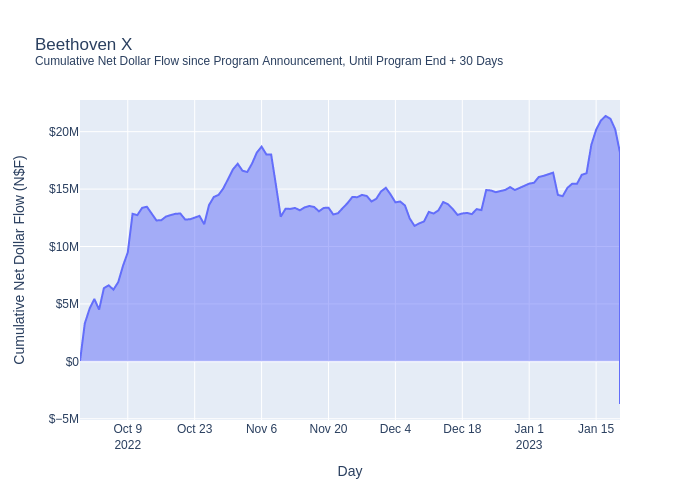 Beethoven X
Cumulative Net Dollar Flow since Program Announcement, Until Program End + 30 Days
Cumulative Net Dollar Flow (N$F)
$20M
$15M
$10M
$5M
$0
$−5M
Oct 9 Oct 23 Nov 6 Nov 20 Dec 4 Dec 18 Jan 1 Jan 15
2022 2023
Day